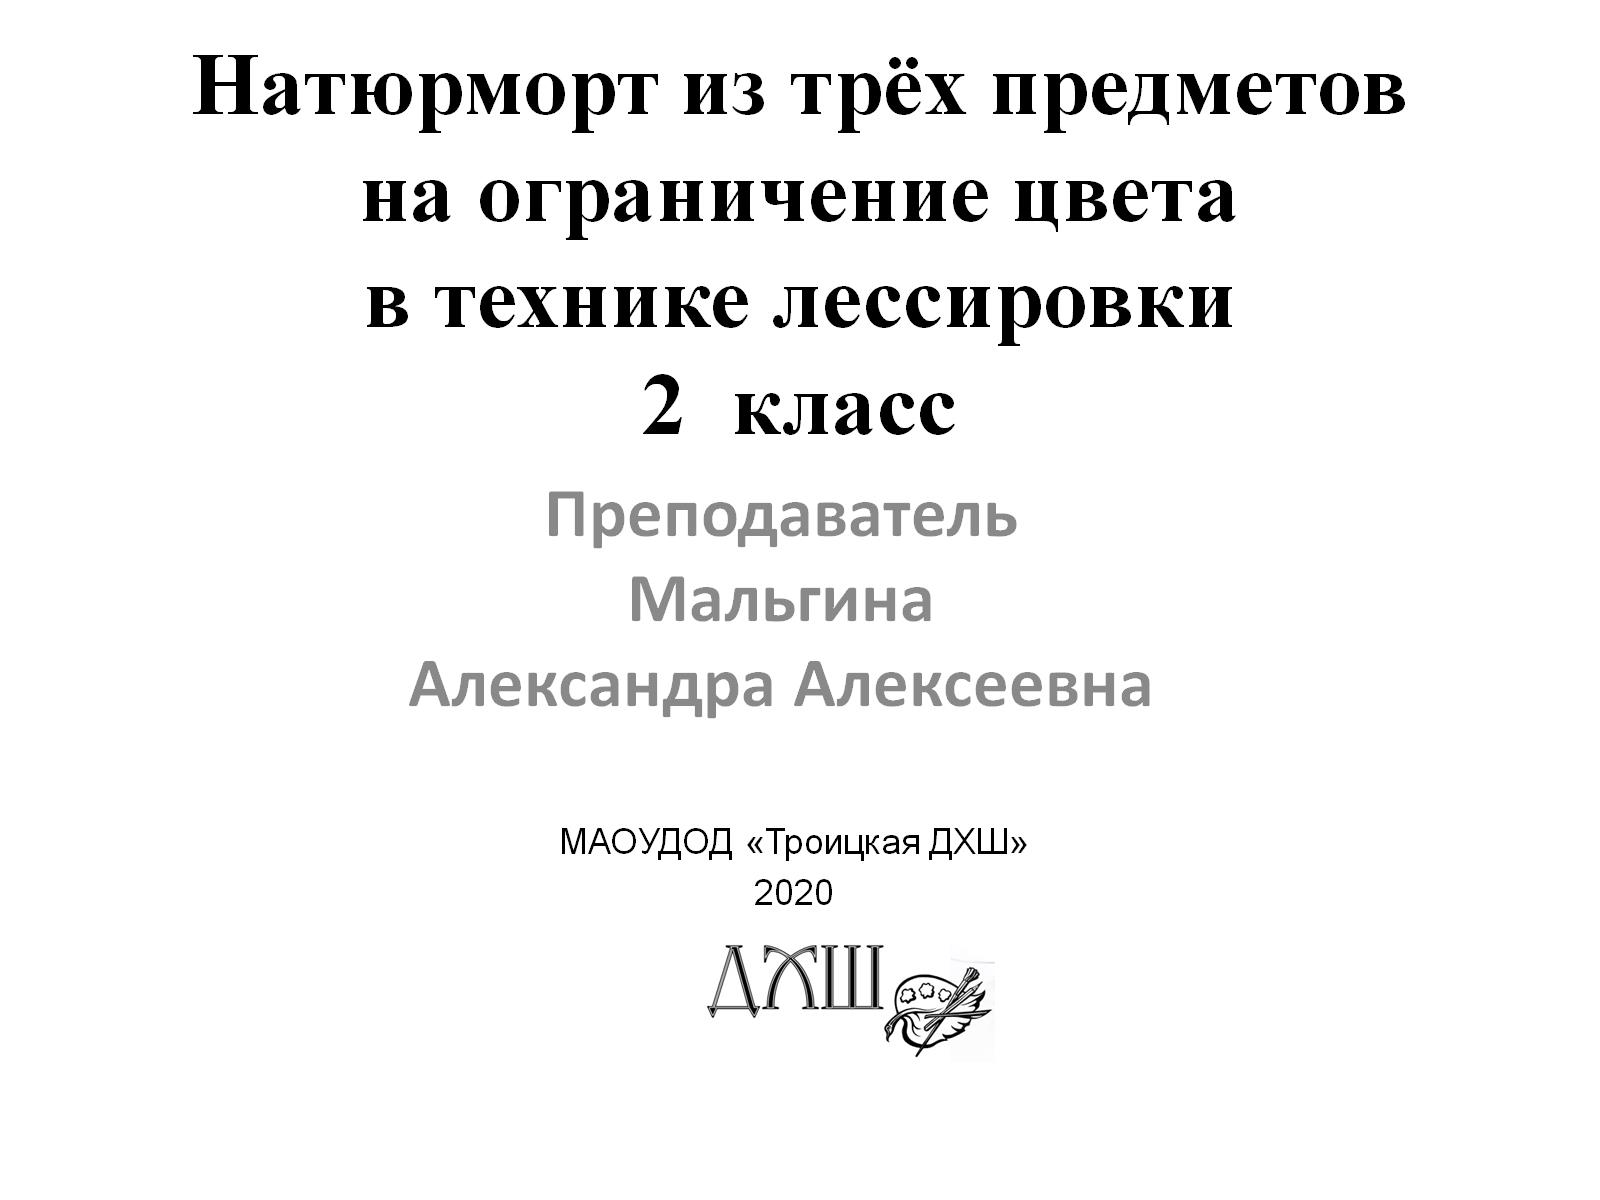 Натюрморт из трёх предметов
на ограничение цвета
в технике лессировки
2 класс
Преподаватель
Мальгина
Александра Алексеевна
МАОУДОД «Троицкая ДХШ»
2020
ДХШ